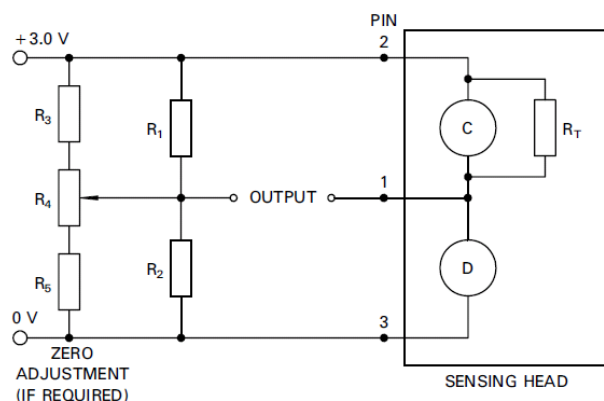 +3.0 V
PIN
2
R3
R1
C
RT
R4
OUTPUT
1
R5
R2
D
0 V
3
ZERO
ADJUSTMENT
(IF REQUIRED)
SENSING HEAD